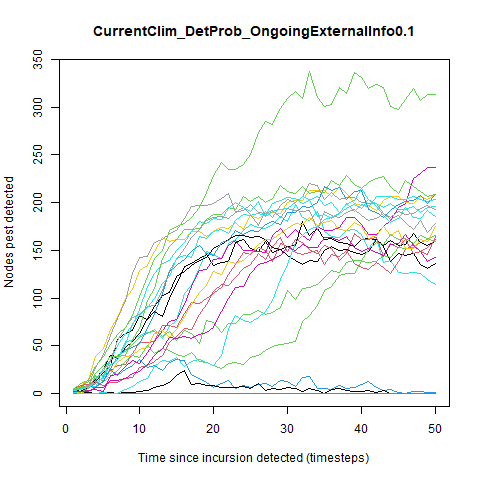 CurrentClim_DetProb_OngoingExternalInfo0.1
Nodes pest detected
350
300
250
200
150
100
50
0
0 10 20 30 40 50
Time since incursion detected (timesteps)